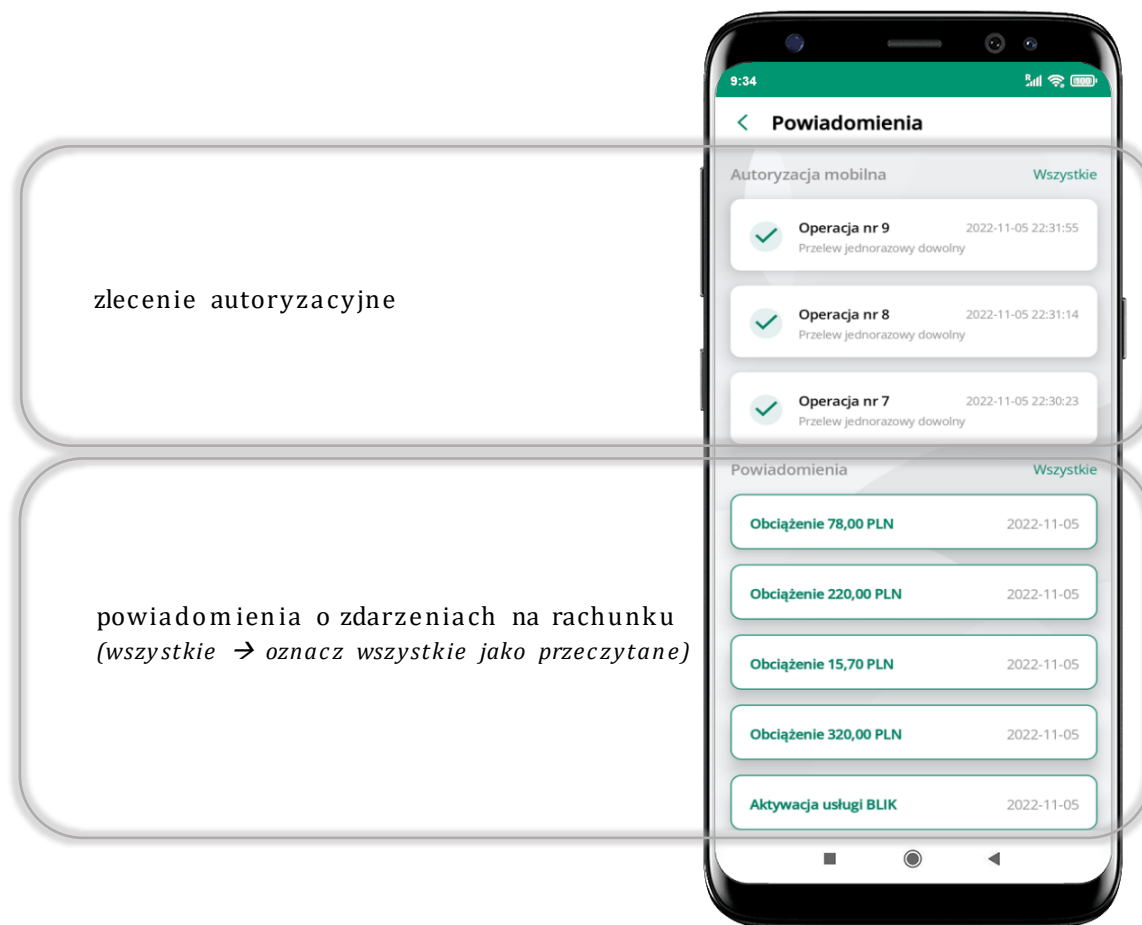 9:34
Powiadomienia
Autoryzacja mobilna Wszystkie
Operacja nr 9 2022-11-05 22:31:55
Przelew jednorazowy dowolny
zlecenie autoryzacyjne
Operacja nr 8 2022-11-05 22:31:14
Przelew jednorazowy dowolny
Operacja nr 7 2022-11-05 22:30:23
Przelew jednorazowy dowolny
Powiadomienia Wszystkie
Obciążenie 78,00 PLN 2022-11-05
Obciążenie 220,00 PLN 2022-11-05
powiadomienia o zdarzeniach na rachunku
(wszystkie → oznacz wszystkie jako przeczytane)
Obciążenie 15,70 PLN 2022-11-05
Obciążenie 320,00 PLN 2022-11-05
Aktywacja usługi BLIK 2022-11-05